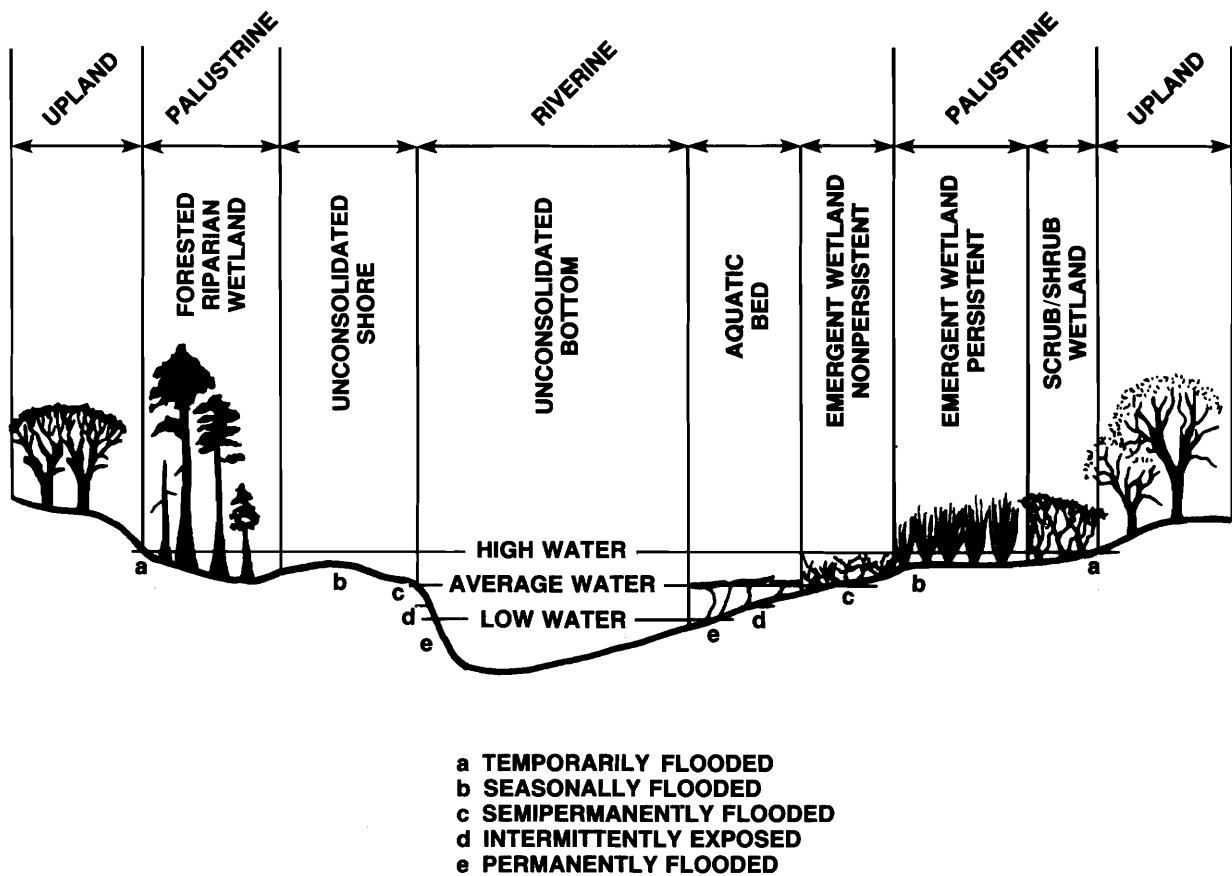 UPLAND
PALUSTRINE
RIVERINE
PALUSTRINE
UPLAND
FORESTED
RIPARIAN
WETLAND
UNCONSOLIDATED
SHORE
UNCONSOLIDATED
BOTTOM
AQUATIC
BED
EMERGENT WETLAND
NONPERSISTENT
EMERGENT WETLAND
PERSISTENT
SCRUB/SHRUB
WETLAND
HIGH WATER
AVERAGE WATER
LOW WATER
a
b
c
d
e
e
d
c
b
a
a TEMPORARILY FLOODED
b SEASONALLY FLOODED
c SEMIPERMANENTLY FLOODED
d INTERMITTENTLY EXPOSED
e PERMANENTLY FLOODED